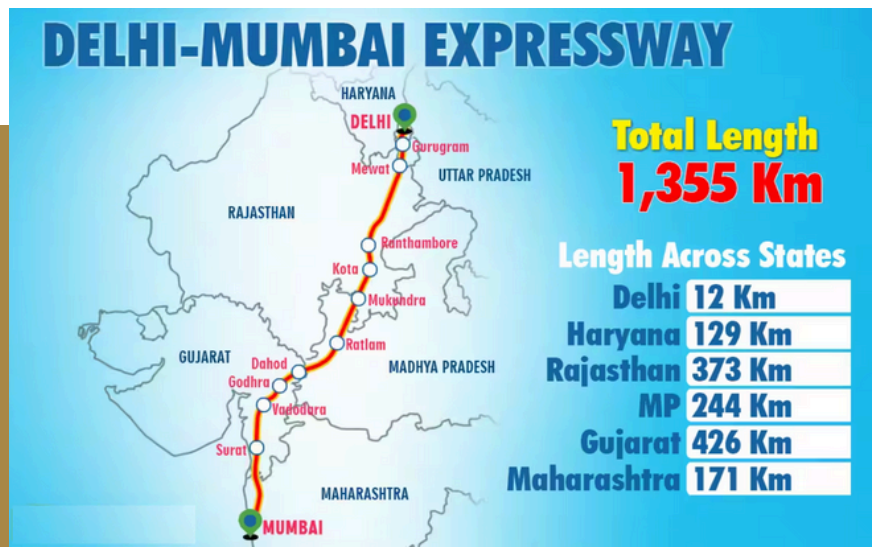 DELHI-MUMBAI EXPRESSWAY
HARYANA
DELHI
Gurugram
Mewat
UTTAR PRADESH
RAJASTHAN
Ranthambore
Kota
Mukundra
Ratlam
GUJARAT
Dahod
MADHYA PRADESH
Godhra
Vadodara
Surat
MAHARASHTRA
MUMBAI
Total Length
1,355 Km
Length Across States
Delhi 12 Km
Haryana 129 Km
Rajasthan 373 Km
MP 244 Km
Gujarat 426 Km
Maharashtra 171 Km